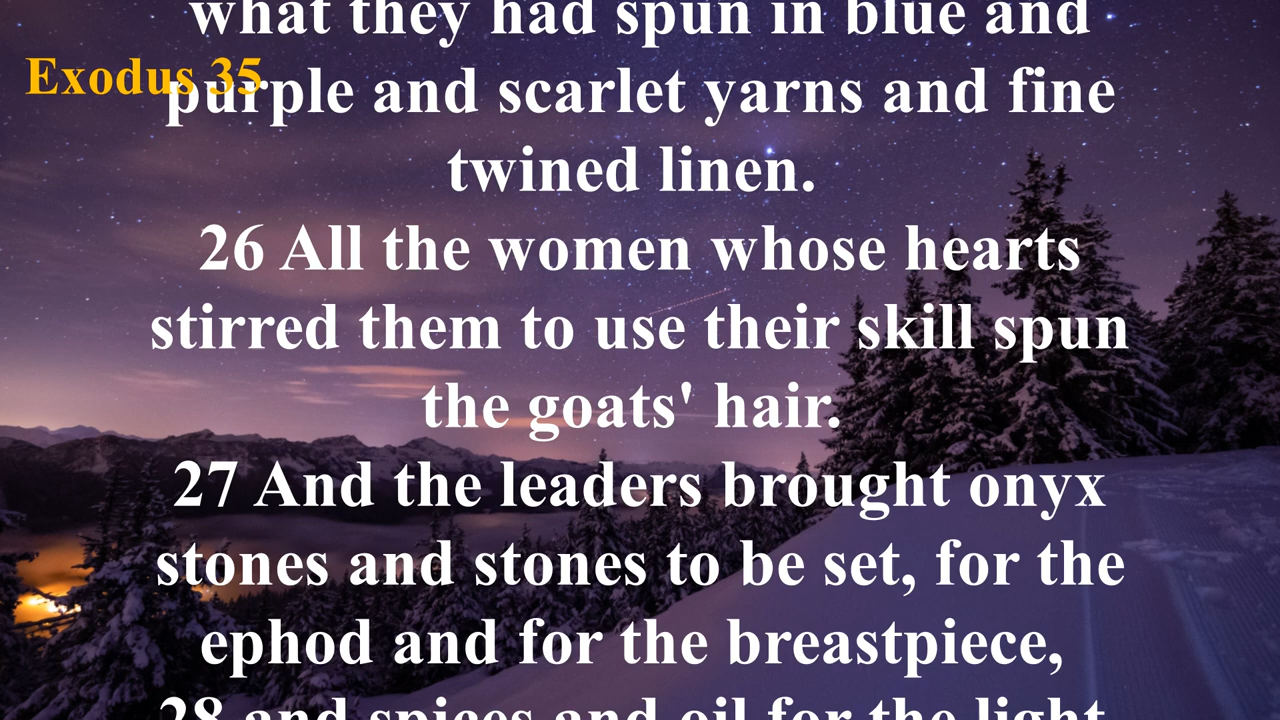 what they had spun in blue and
Exodus 35
purple and scarlet yarns and fine
twined linen.
26 All the women whose hearts
stirred them to use their skill spun
the goats' hair.
27 And the leaders brought onyx
stones and stones to be set, for the
ephod and for the breastpiece,
28 and spices and oil for the light